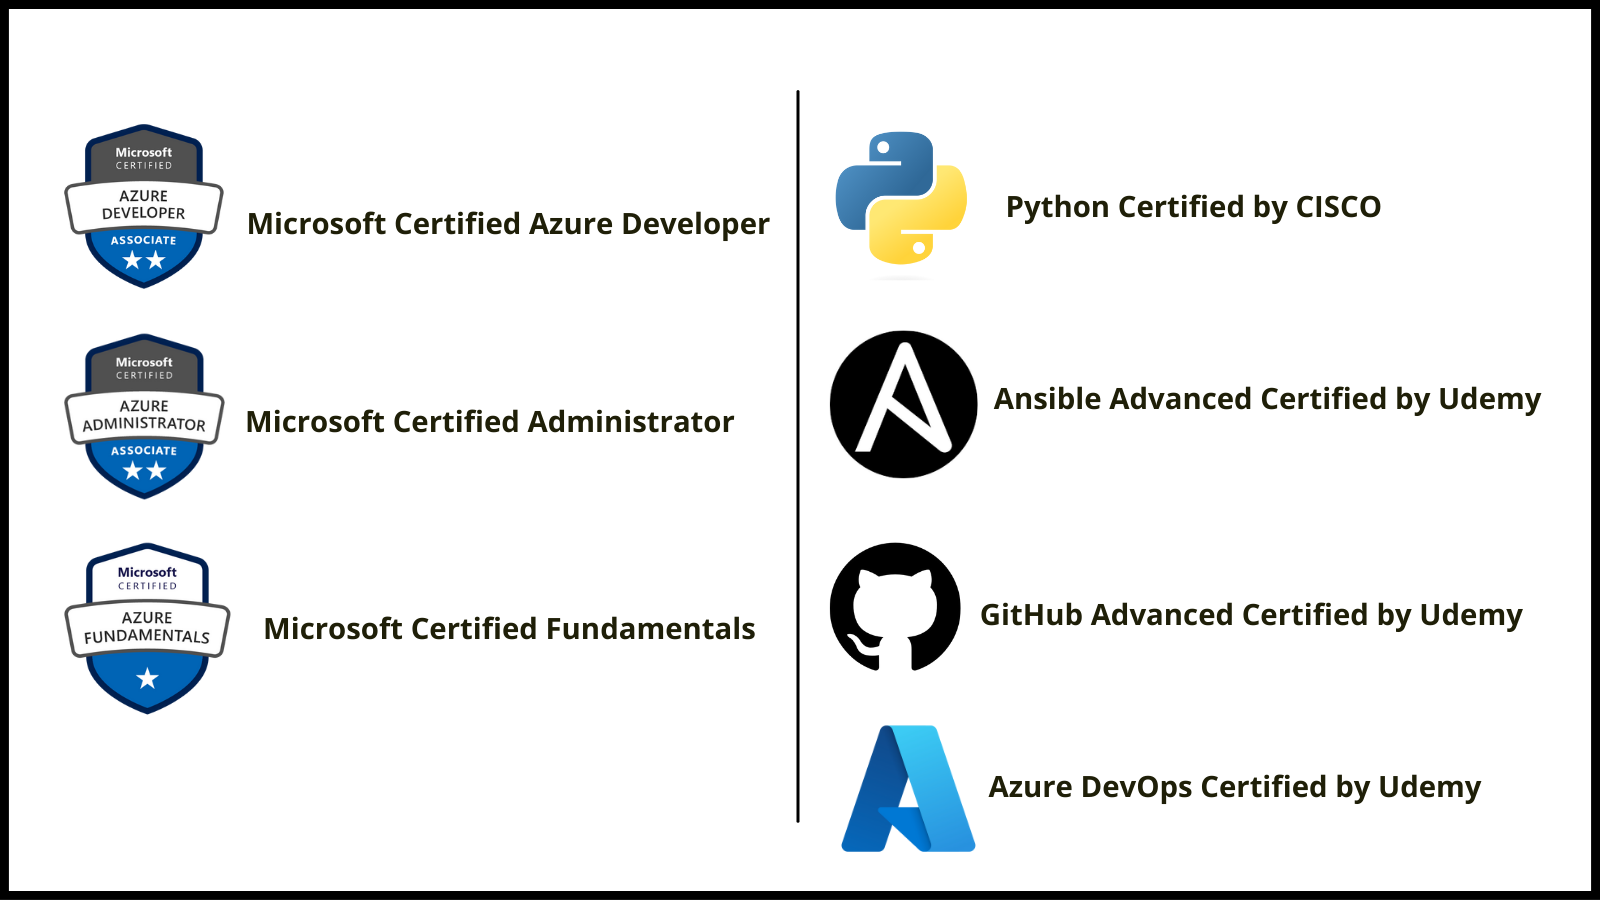 Microsoft
CERTIFIED
AZURE
DEVELOPER
ASSOCIATE
Microsoft Certified Azure Developer
Microsoft
CERTIFIED
AZURE
ADMINISTRATOR
ASSOCIATE
Microsoft Certified Administrator
Microsoft
CERTIFIED
AZURE
FUNDAMENTALS
Microsoft Certified Fundamentals
Python Certified by CISCO
Ansible Advanced Certified by Udemy
GitHub Advanced Certified by Udemy
Azure DevOps Certified by Udemy